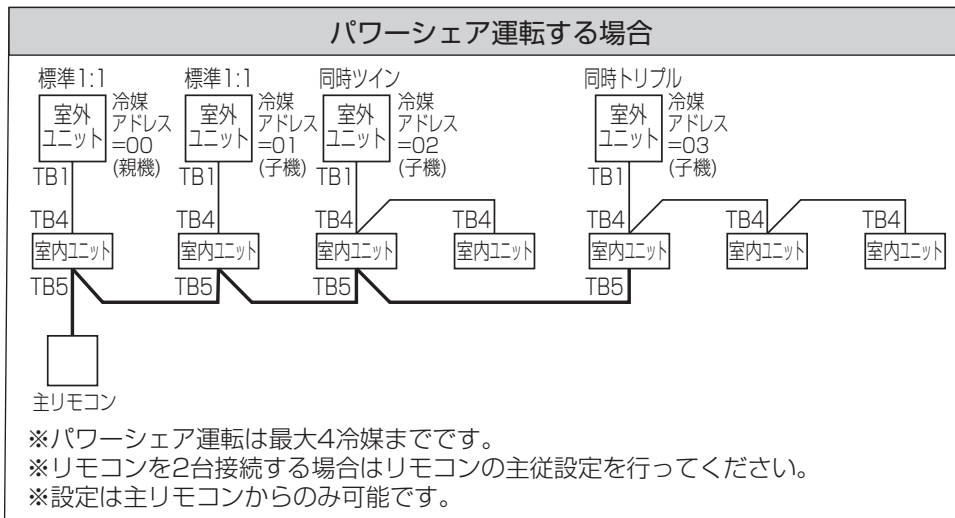 パワーシェア運転する場合
標準1:1
標準1:1
同時ツイン
同時トリプル
室外
ユニット
冷媒
アドレス
=00
(親機)
室外
ユニット
冷媒
アドレス
=01
(子機)
室外
ユニット
冷媒
アドレス
=02
(子機)
室外
ユニット
冷媒
アドレス
=03
(子機)
TB1
TB1
TB1
TB1
TB4
TB4
TB4
TB4
TB4
TB4
TB4
室内ユニット
室内ユニット
室内ユニット
室内ユニット
室内ユニット
室内ユニット
室内ユニット
TB5
TB5
TB5
TB5
主リモコン
※パワーシェア運転は最大4冷媒までです。
※リモコンを2台接続する場合はリモコンの主従設定を行ってください。
※設定は主リモコンからのみ可能です。